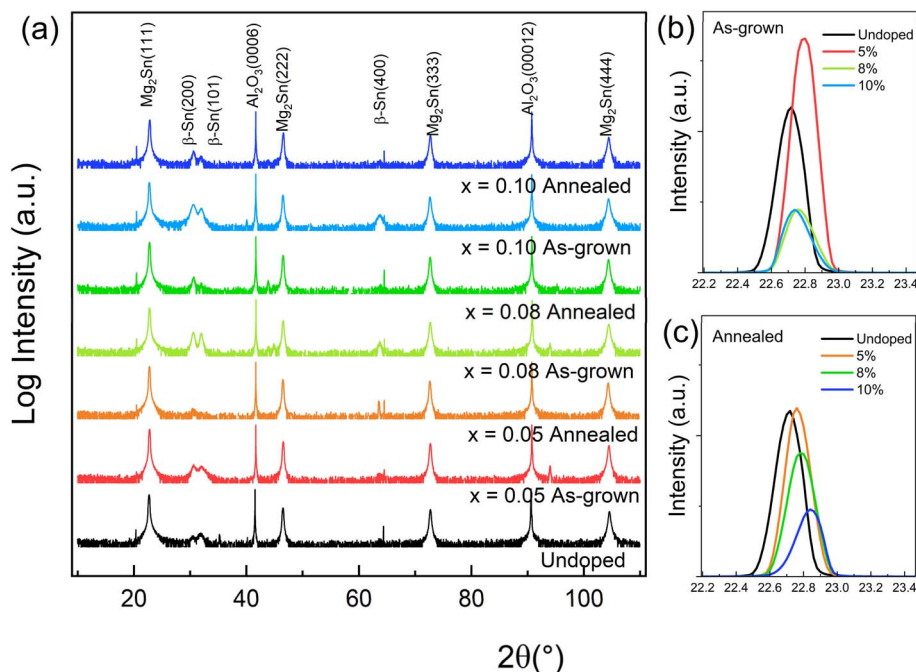 (a)
Log Intensity (a.u.)
Mg₂Sn(111)
β-Sn(200)
β-Sn(101)
Al₂O₃(0006)
Mg₂Sn(222)
β-Sn(400)
Mg₂Sn(333)
Al₂O₃(00012)
Mg₂Sn(444)
x = 0.10 Annealed
x = 0.10 As-grown
x = 0.08 Annealed
x = 0.08 As-grown
x = 0.05 Annealed
x = 0.05 As-grown
Undoped
20 40 60 80 100
2θ(°)
(b)
As-grown
Undoped
5%
8%
10%
Intensity (a.u.)
22.2 22.4 22.6 22.8 23.0 23.2 23.4
(c)
Annealed
Undoped
5%
8%
10%
Intensity (a.u.)
22.2 22.4 22.6 22.8 23.0 23.2 23.4